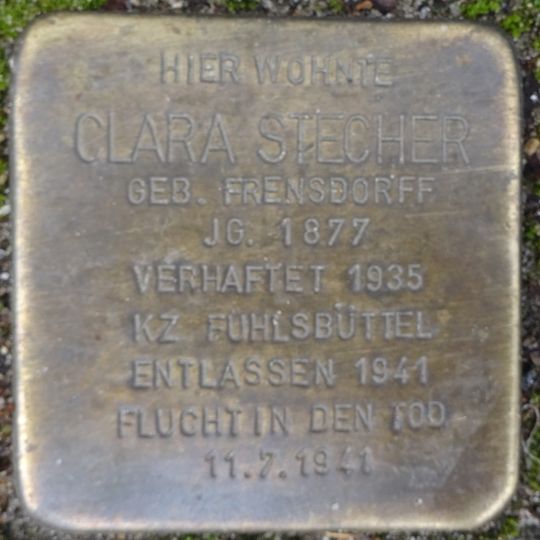 HIER WOHNTE
CLARA STECHER
GEB. FRENSDORFF
JG. 1877
VERHAFTET 1935
KZ FUHLSBÜTTEL
ENTLASSEN 1941
FLUCHT IN DEN TOD
11.7.1941